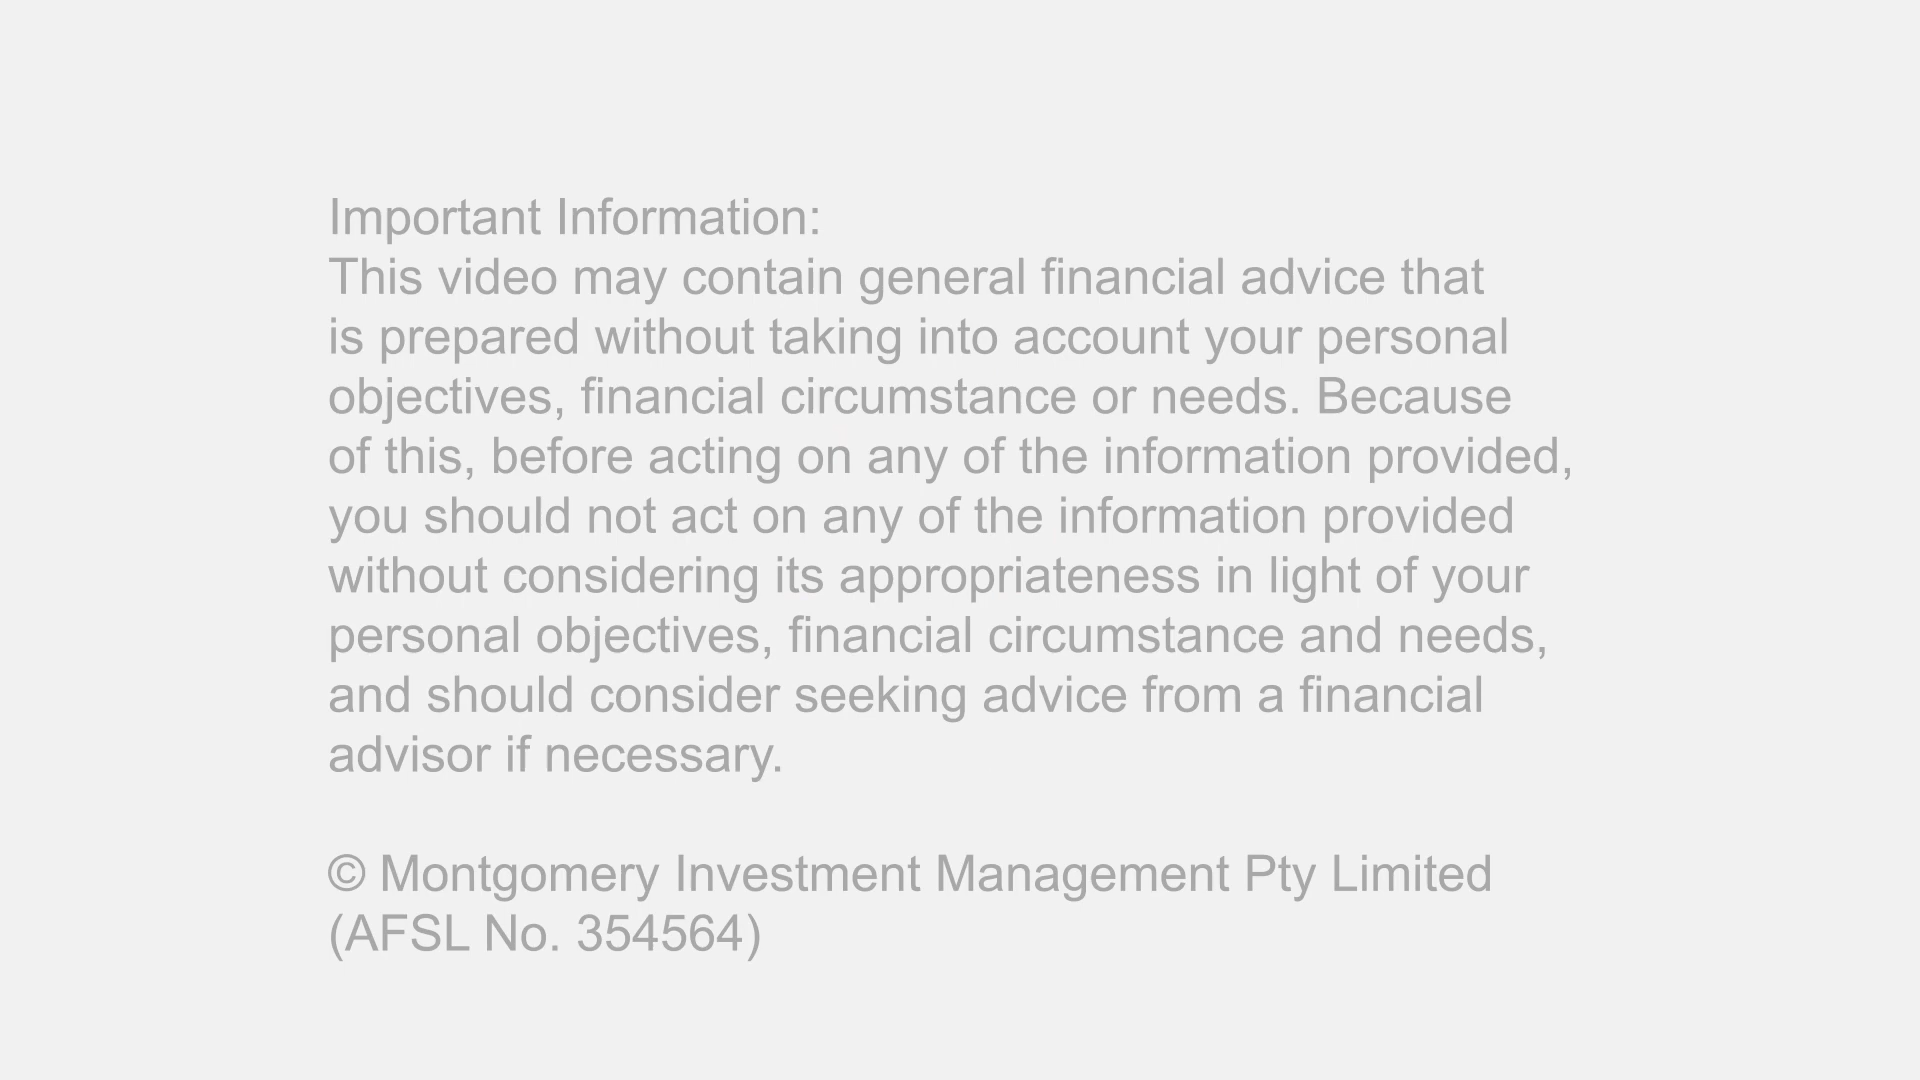 Important Information:
This video may contain general financial advice that
is prepared without taking into account your personal
objectives, financial circumstance or needs. Because
of this, before acting on any of the information provided,
you should not act on any of the information provided
without considering its appropriateness in light of your
personal objectives, financial circumstance and needs,
and should consider seeking advice from a financial
advisor if necessary.
© Montgomery Investment Management Pty Limited
(AFSL No. 354564)